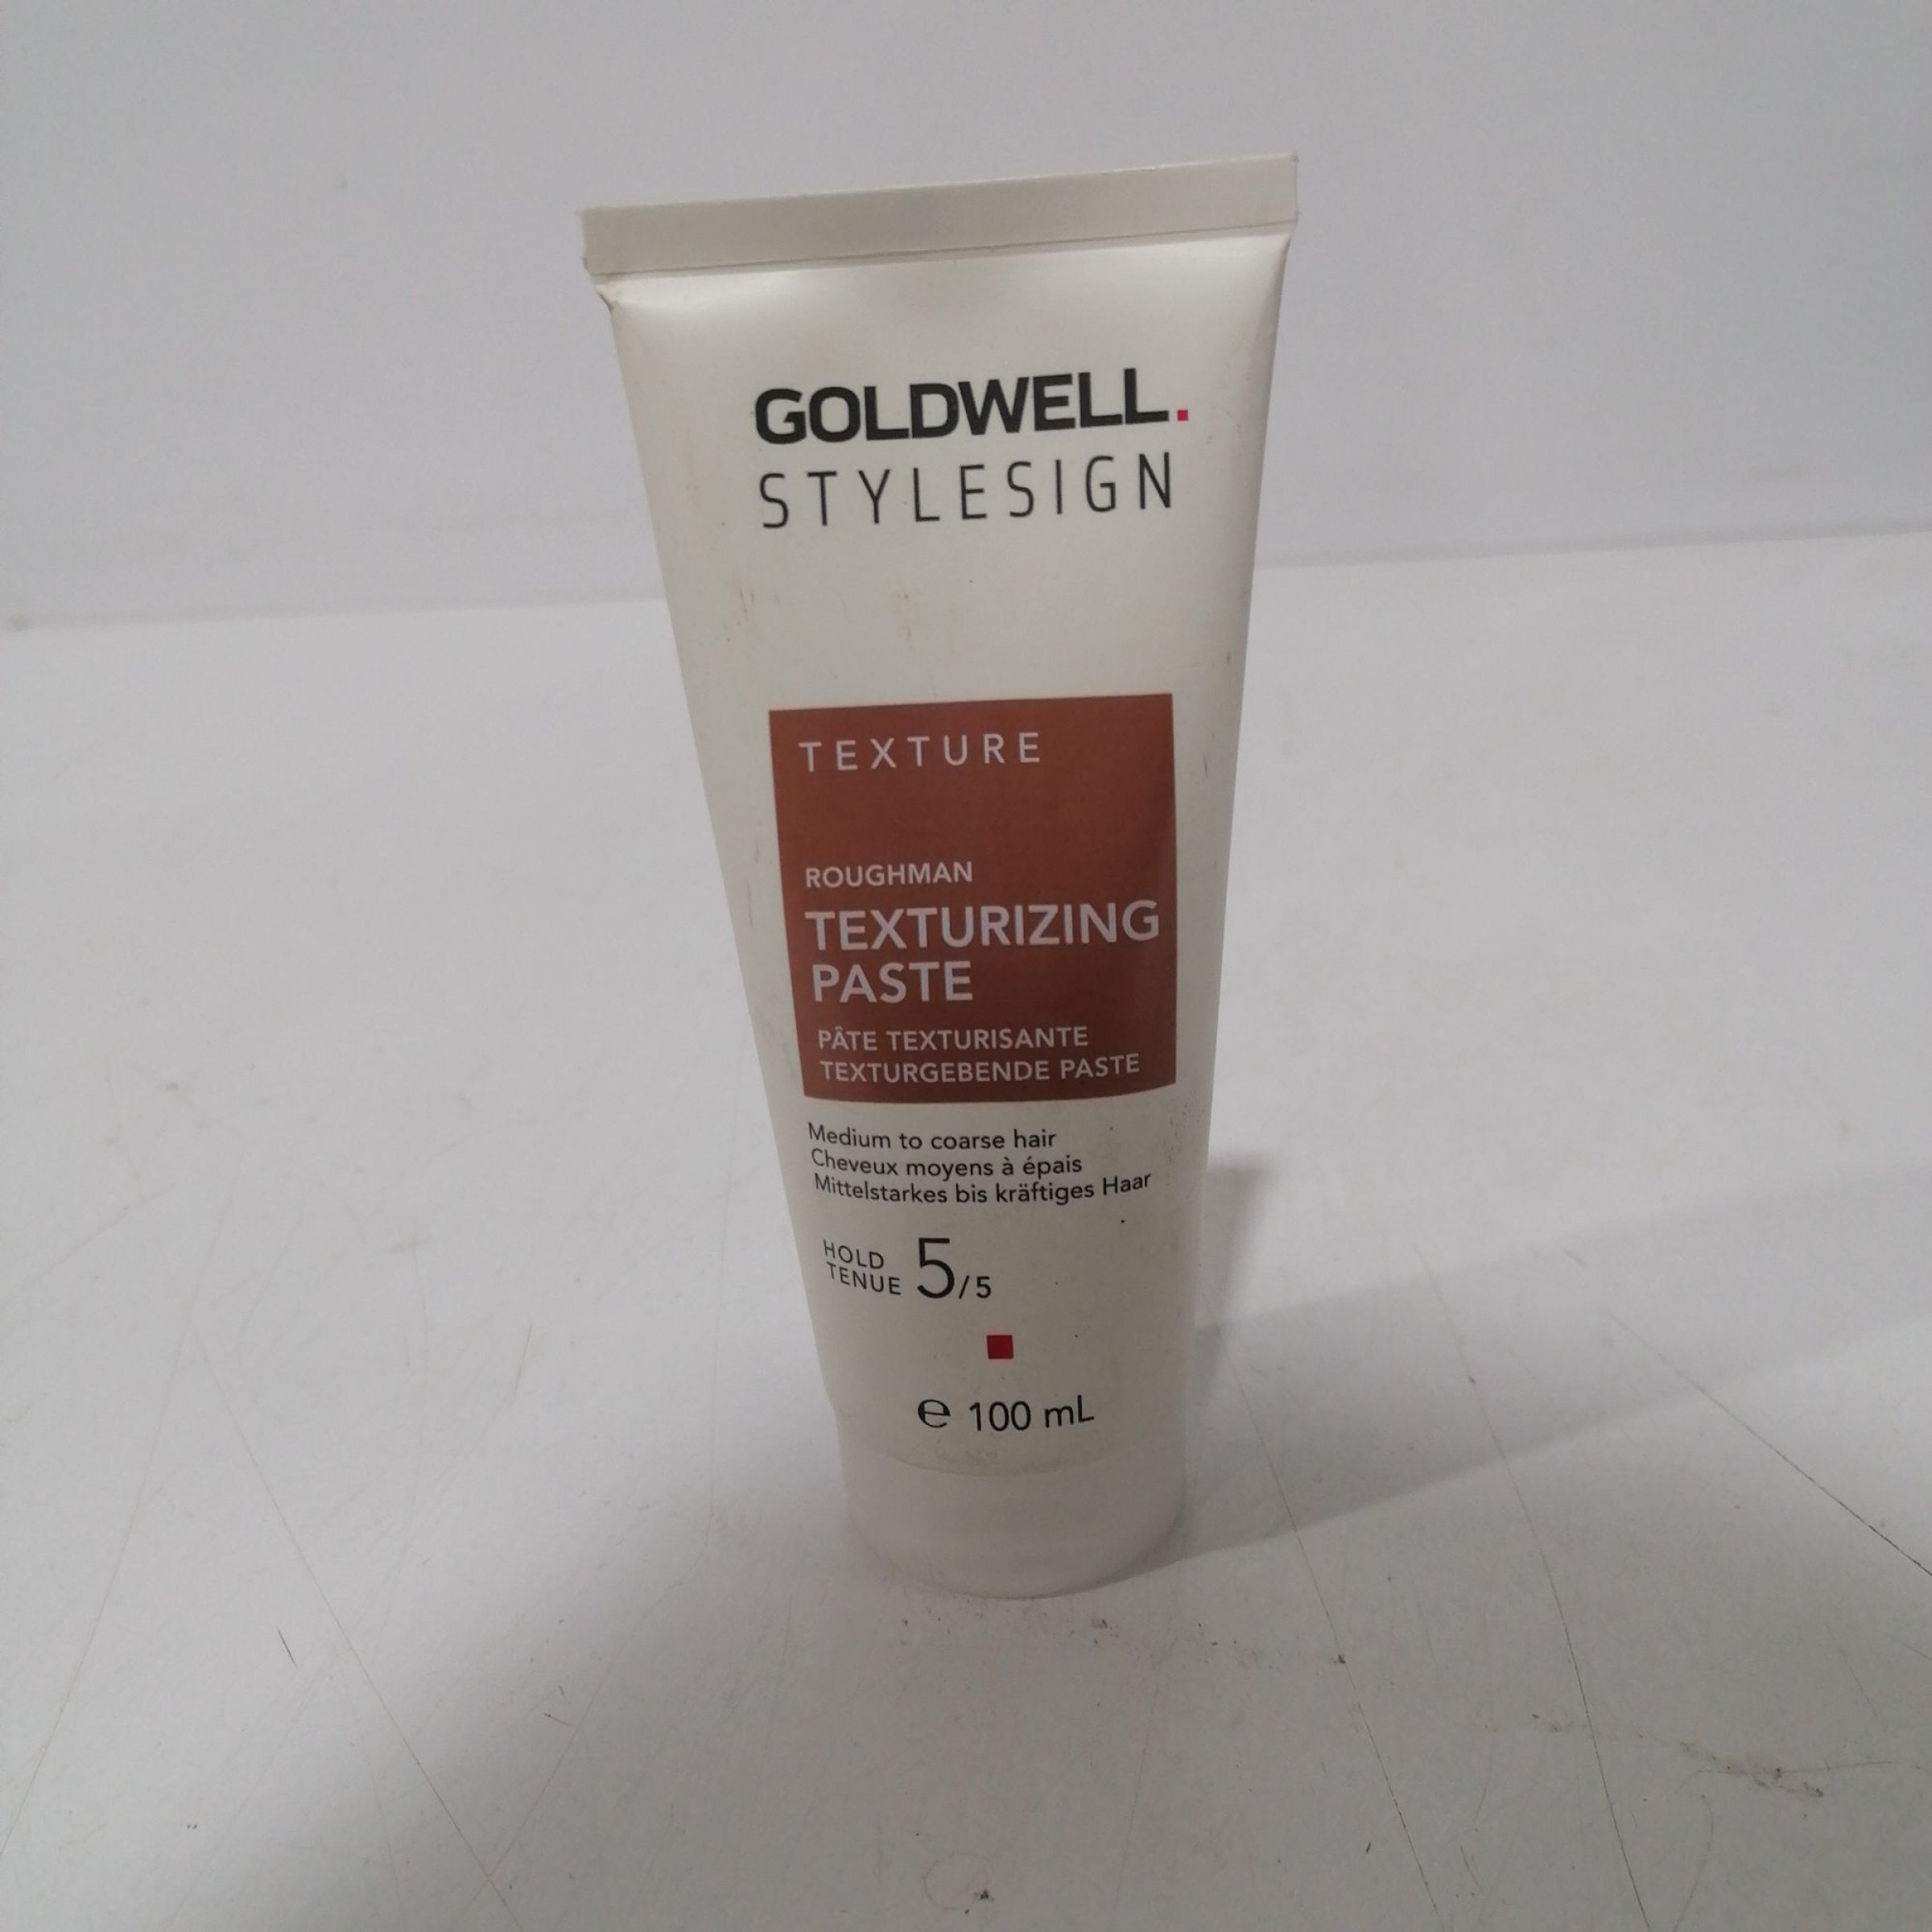 GOLDWELL.
STYLESIGN
TEXTURE
ROUGHMAN
TEXTURIZING
PASTE
PÂTE TEXTURISANTE
TEXTURGEBENDE PASTE
Medium to coarse hair
Cheveux moyens à épais
Mittelstarkes bis kräftiges Haar
HOLD
TENUE 5/5
℮ 100 mL